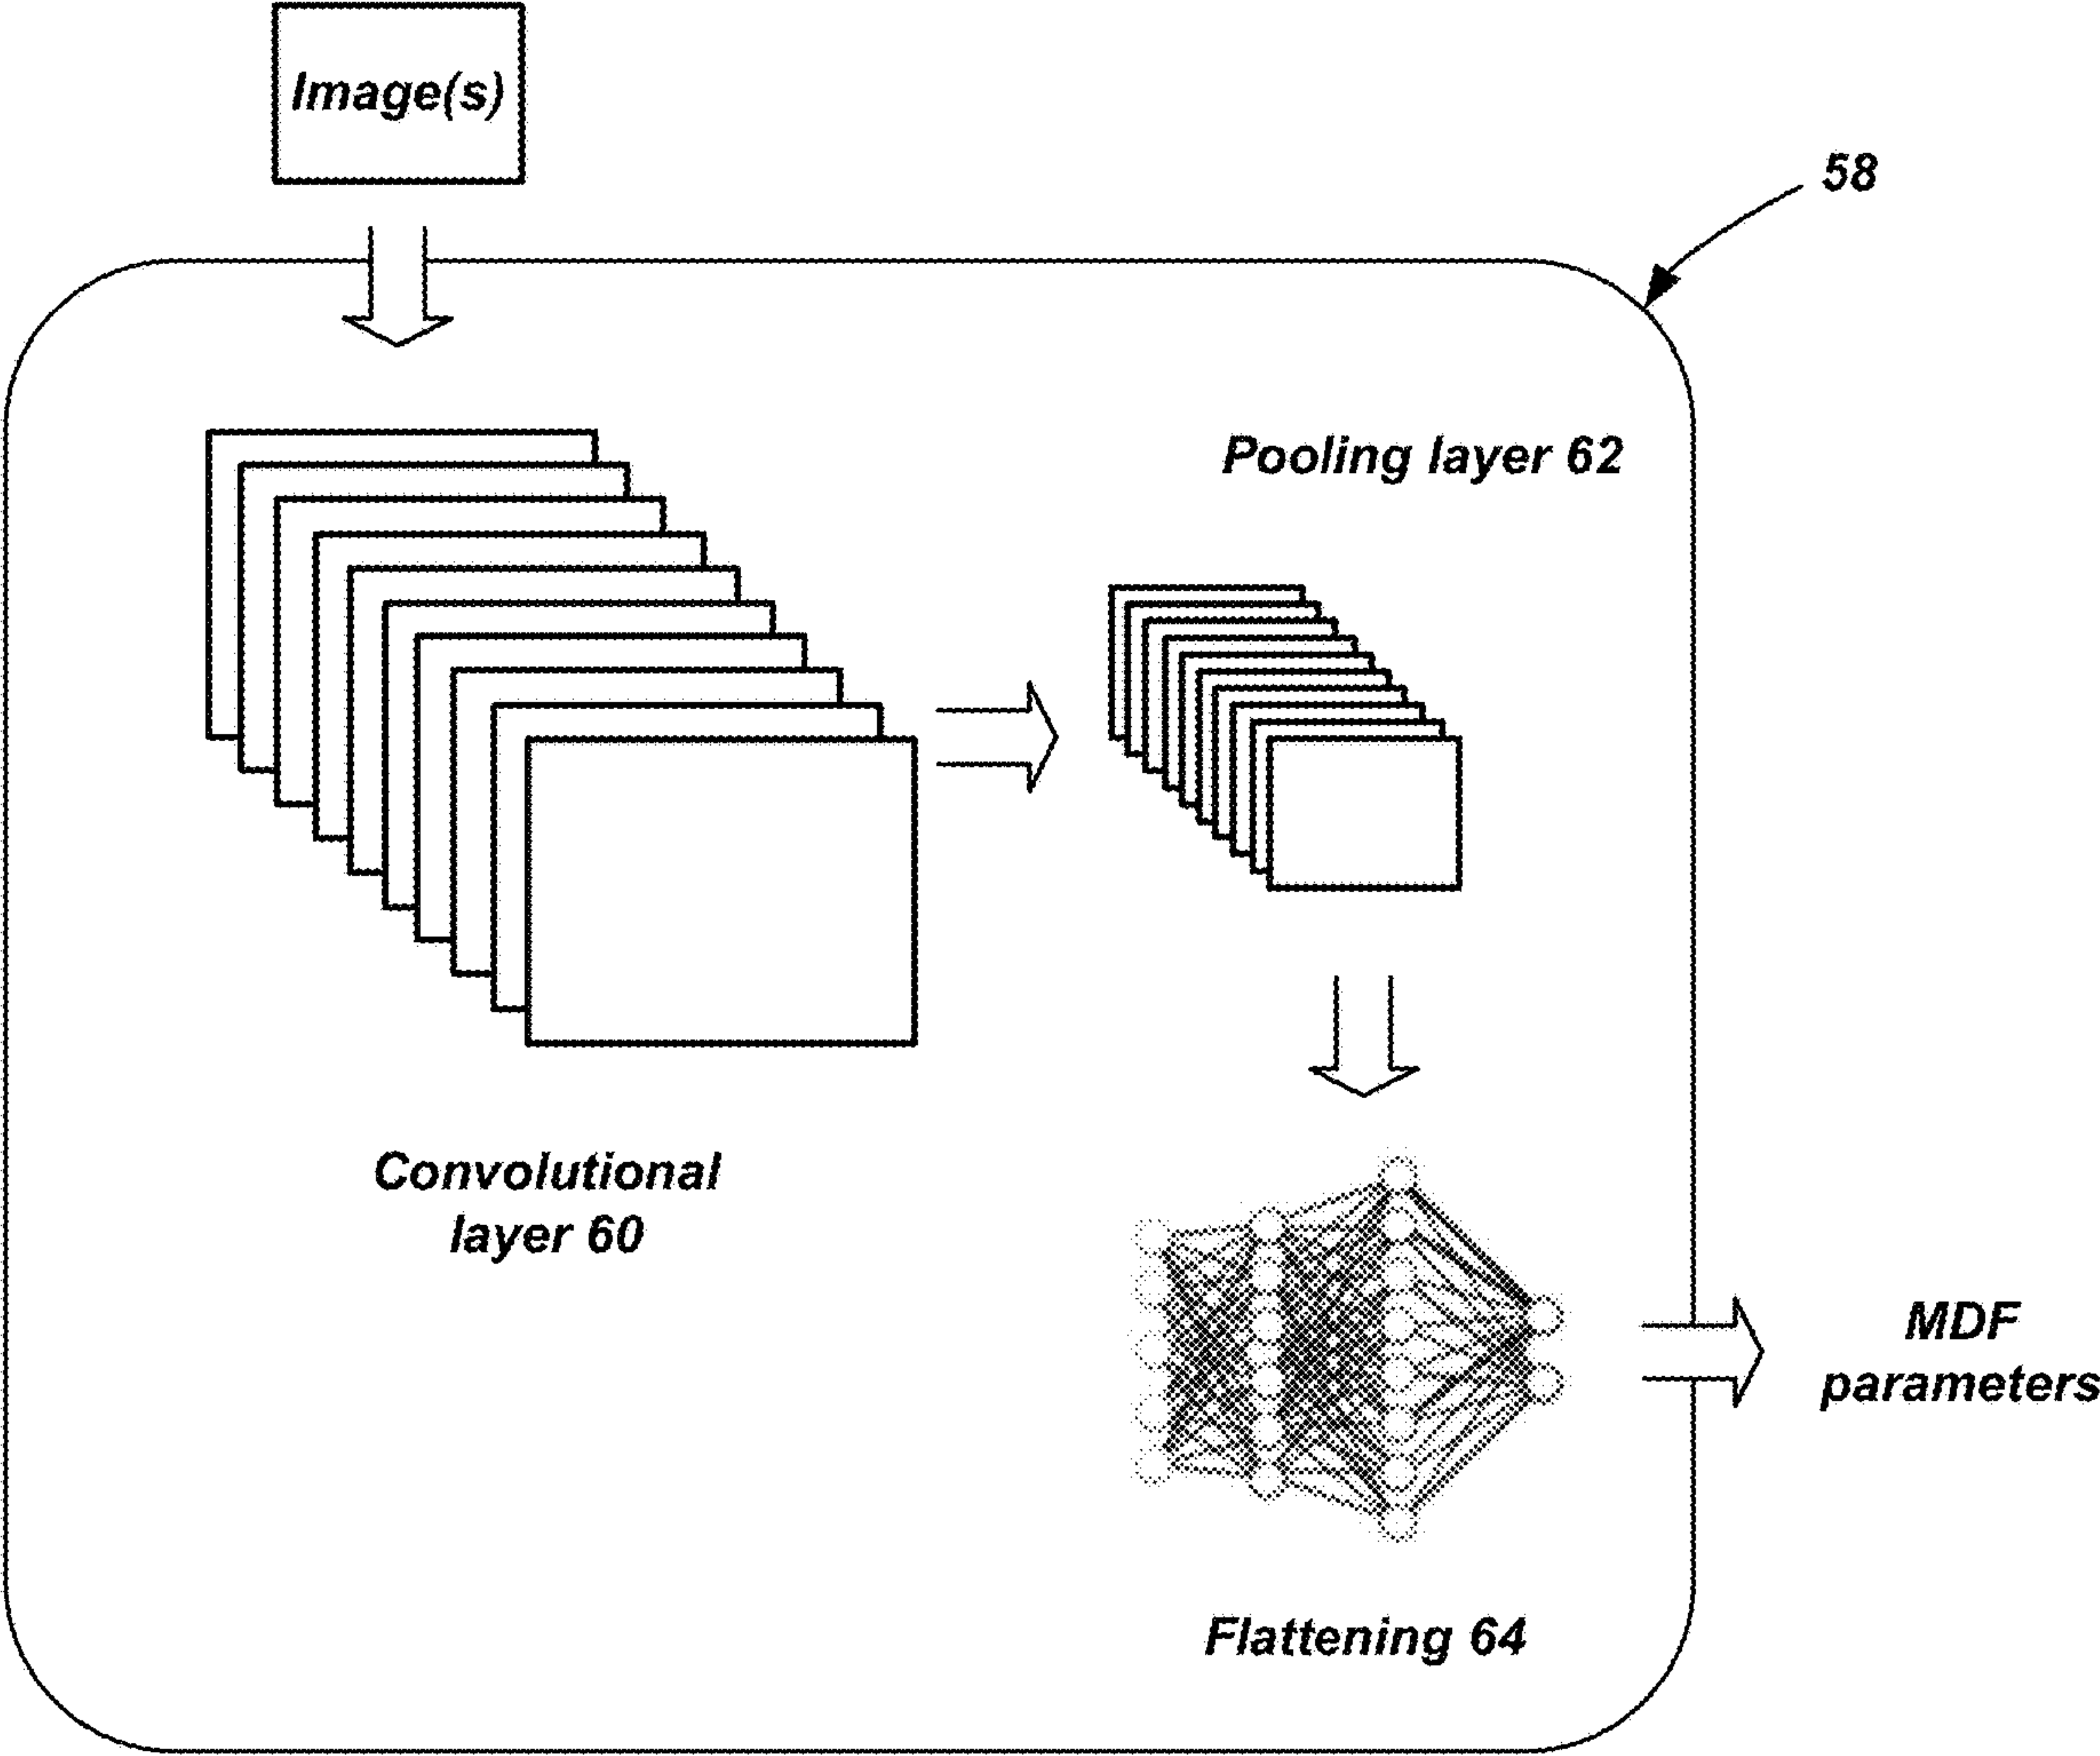 Image(s)
58
Pooling layer 62
Convolutional
layer 60
MDF
parameters
Flattening 64